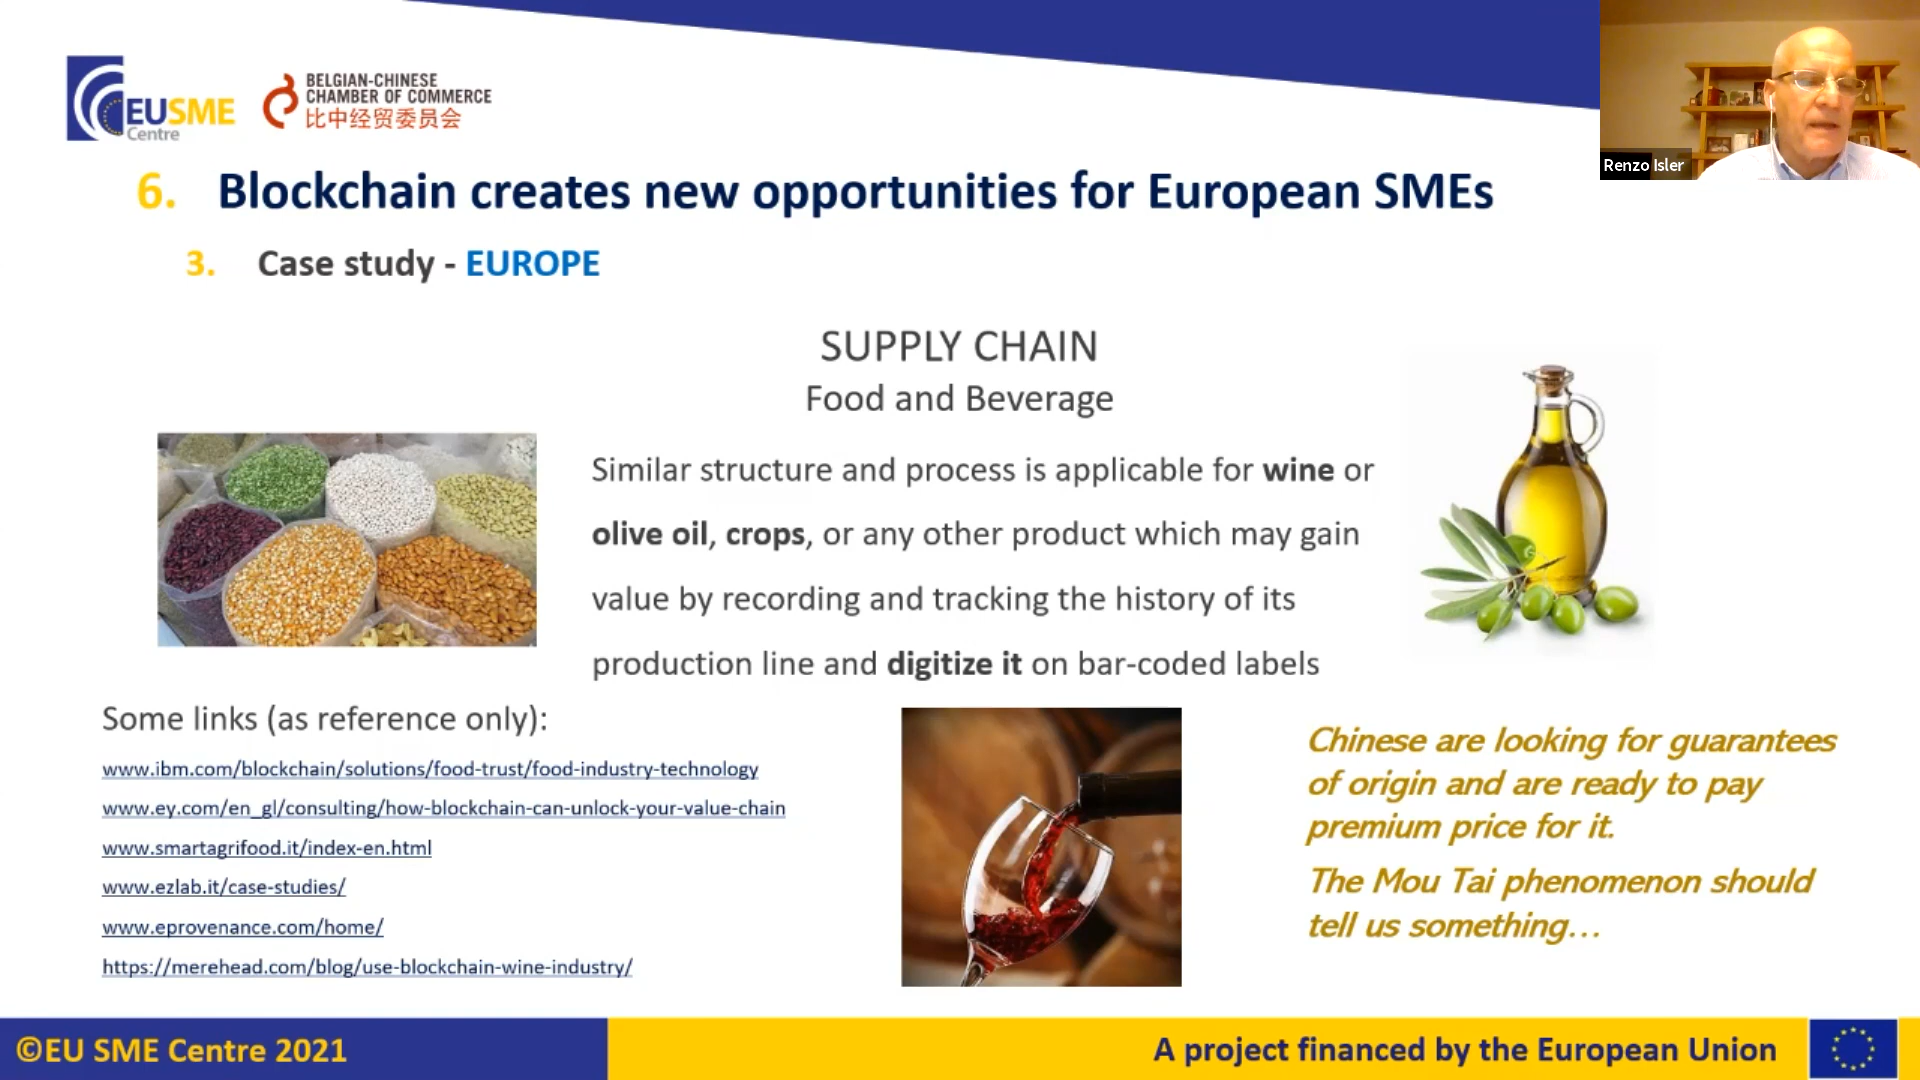 EUSME
Centre
BELGIAN-CHINESE
CHAMBER OF COMMERCE
比中经贸委员会
Renzo Isler
6. Blockchain creates new opportunities for European SMEs
3. Case study - EUROPE
SUPPLY CHAIN
Food and Beverage
Similar structure and process is applicable for wine or
olive oil, crops, or any other product which may gain
value by recording and tracking the history of its
production line and digitize it on bar-coded labels
Some links (as reference only):
www.ibm.com/blockchain/solutions/food-trust/food-industry-technology
www.ey.com/en_gl/consulting/how-blockchain-can-unlock-your-value-chain
www.smartagrifood.it/index-en.html
www.ezlab.it/case-studies/
www.eprovenance.com/home/
https://merehead.com/blog/use-blockchain-wine-industry/
Chinese are looking for guarantees
of origin and are ready to pay
premium price for it.
The Mou Tai phenomenon should
tell us something...
©EU SME Centre 2021
A project financed by the European Union